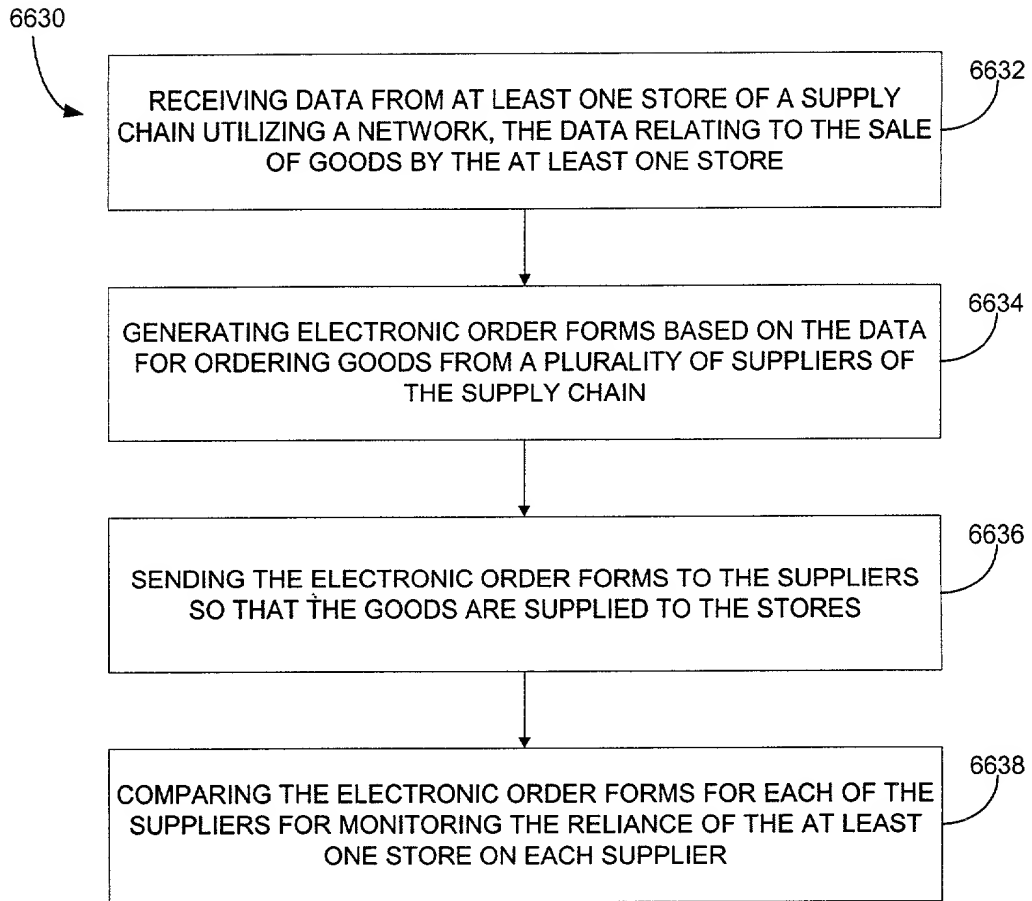 6630
6632
RECEIVING DATA FROM AT LEAST ONE STORE OF A SUPPLY
CHAIN UTILIZING A NETWORK, THE DATA RELATING TO THE SALE
OF GOODS BY THE AT LEAST ONE STORE
6634
GENERATING ELECTRONIC ORDER FORMS BASED ON THE DATA
FOR ORDERING GOODS FROM A PLURALITY OF SUPPLIERS OF
THE SUPPLY CHAIN
6636
SENDING THE ELECTRONIC ORDER FORMS TO THE SUPPLIERS
SO THAT THE GOODS ARE SUPPLIED TO THE STORES
6638
COMPARING THE ELECTRONIC ORDER FORMS FOR EACH OF THE
SUPPLIERS FOR MONITORING THE RELIANCE OF THE AT LEAST
ONE STORE ON EACH SUPPLIER